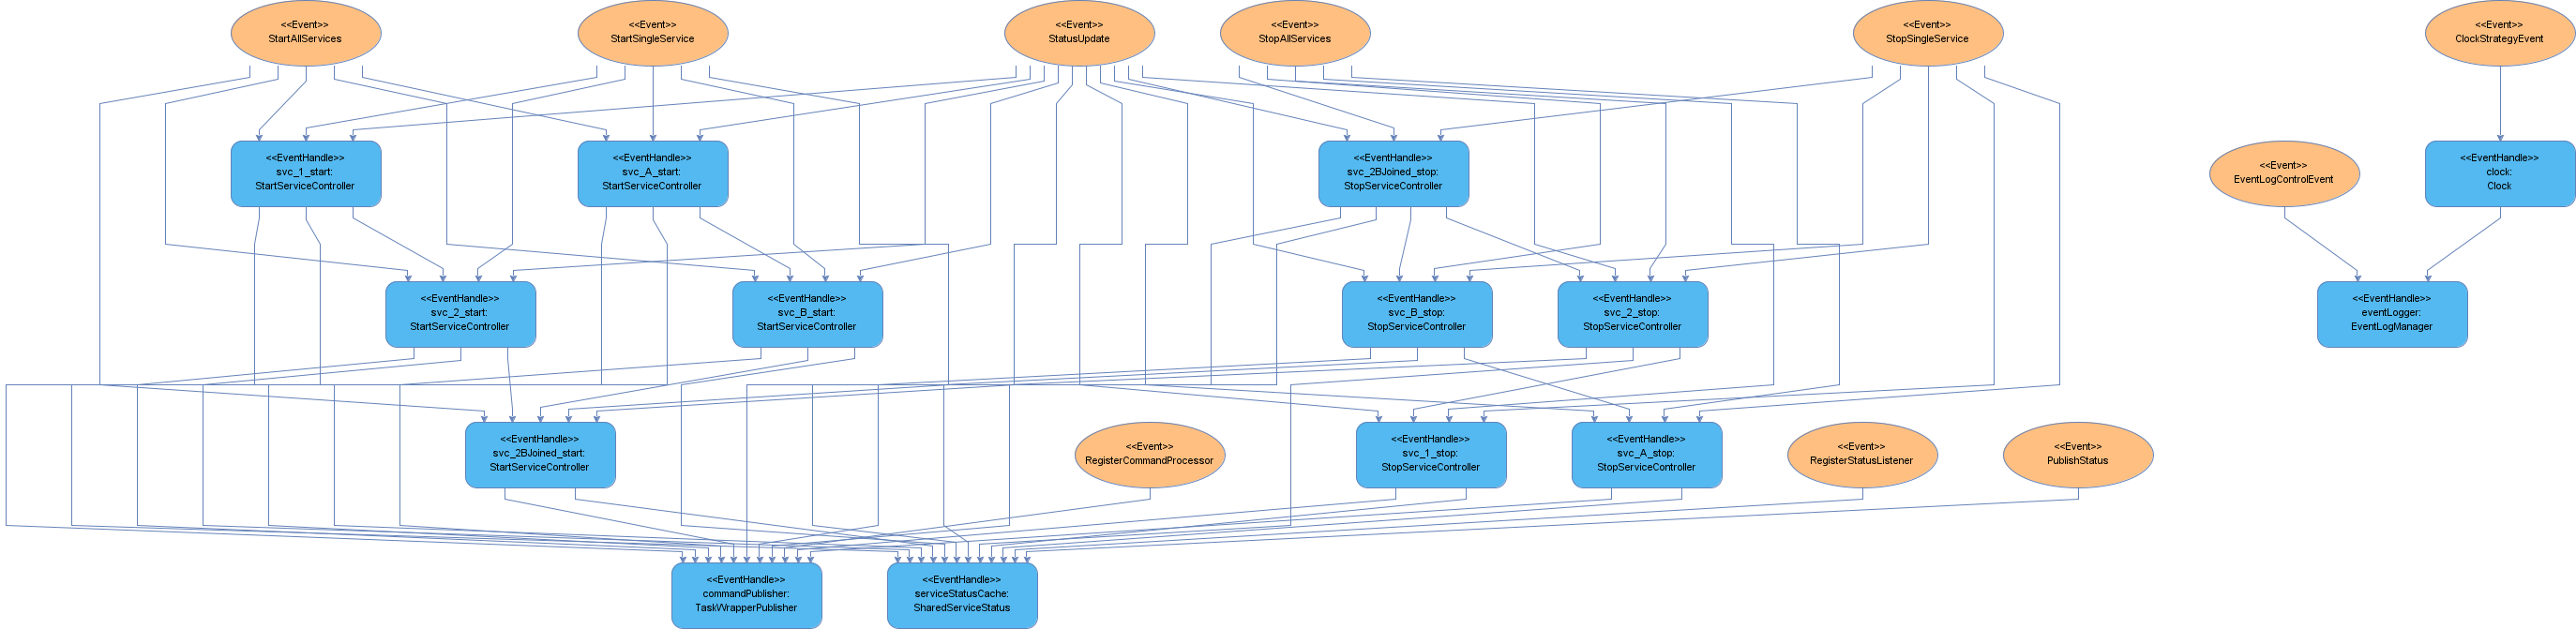 <<Event>>
StartAllServices
<<Event>>
StartSingleService
<<Event>>
StatusUpdate
<<Event>>
StopAllServices
<<Event>>
StopSingleService
<<Event>>
ClockStrategyEvent
<<EventHandle>>
svc_1_start:
StartServiceController
<<EventHandle>>
svc_A_start:
StartServiceController
<<EventHandle>>
svc_2BJoined_stop:
StopServiceController
<<Event>>
EventLogControlEvent
<<EventHandle>>
clock:
Clock
<<EventHandle>>
svc_2_start:
StartServiceController
<<EventHandle>>
svc_B_start:
StartServiceController
<<EventHandle>>
svc_B_stop:
StopServiceController
<<EventHandle>>
svc_2_stop:
StopServiceController
<<EventHandle>>
eventLogger:
EventLogManager
<<EventHandle>>
svc_2BJoined_start:
StartServiceController
<<Event>>
RegisterCommandProcessor
<<EventHandle>>
svc_1_stop:
StopServiceController
<<EventHandle>>
svc_A_stop:
StopServiceController
<<Event>>
RegisterStatusListener
<<Event>>
PublishStatus
<<EventHandle>>
commandPublisher:
TaskWrapperPublisher
<<EventHandle>>
serviceStatusCache:
SharedServiceStatus